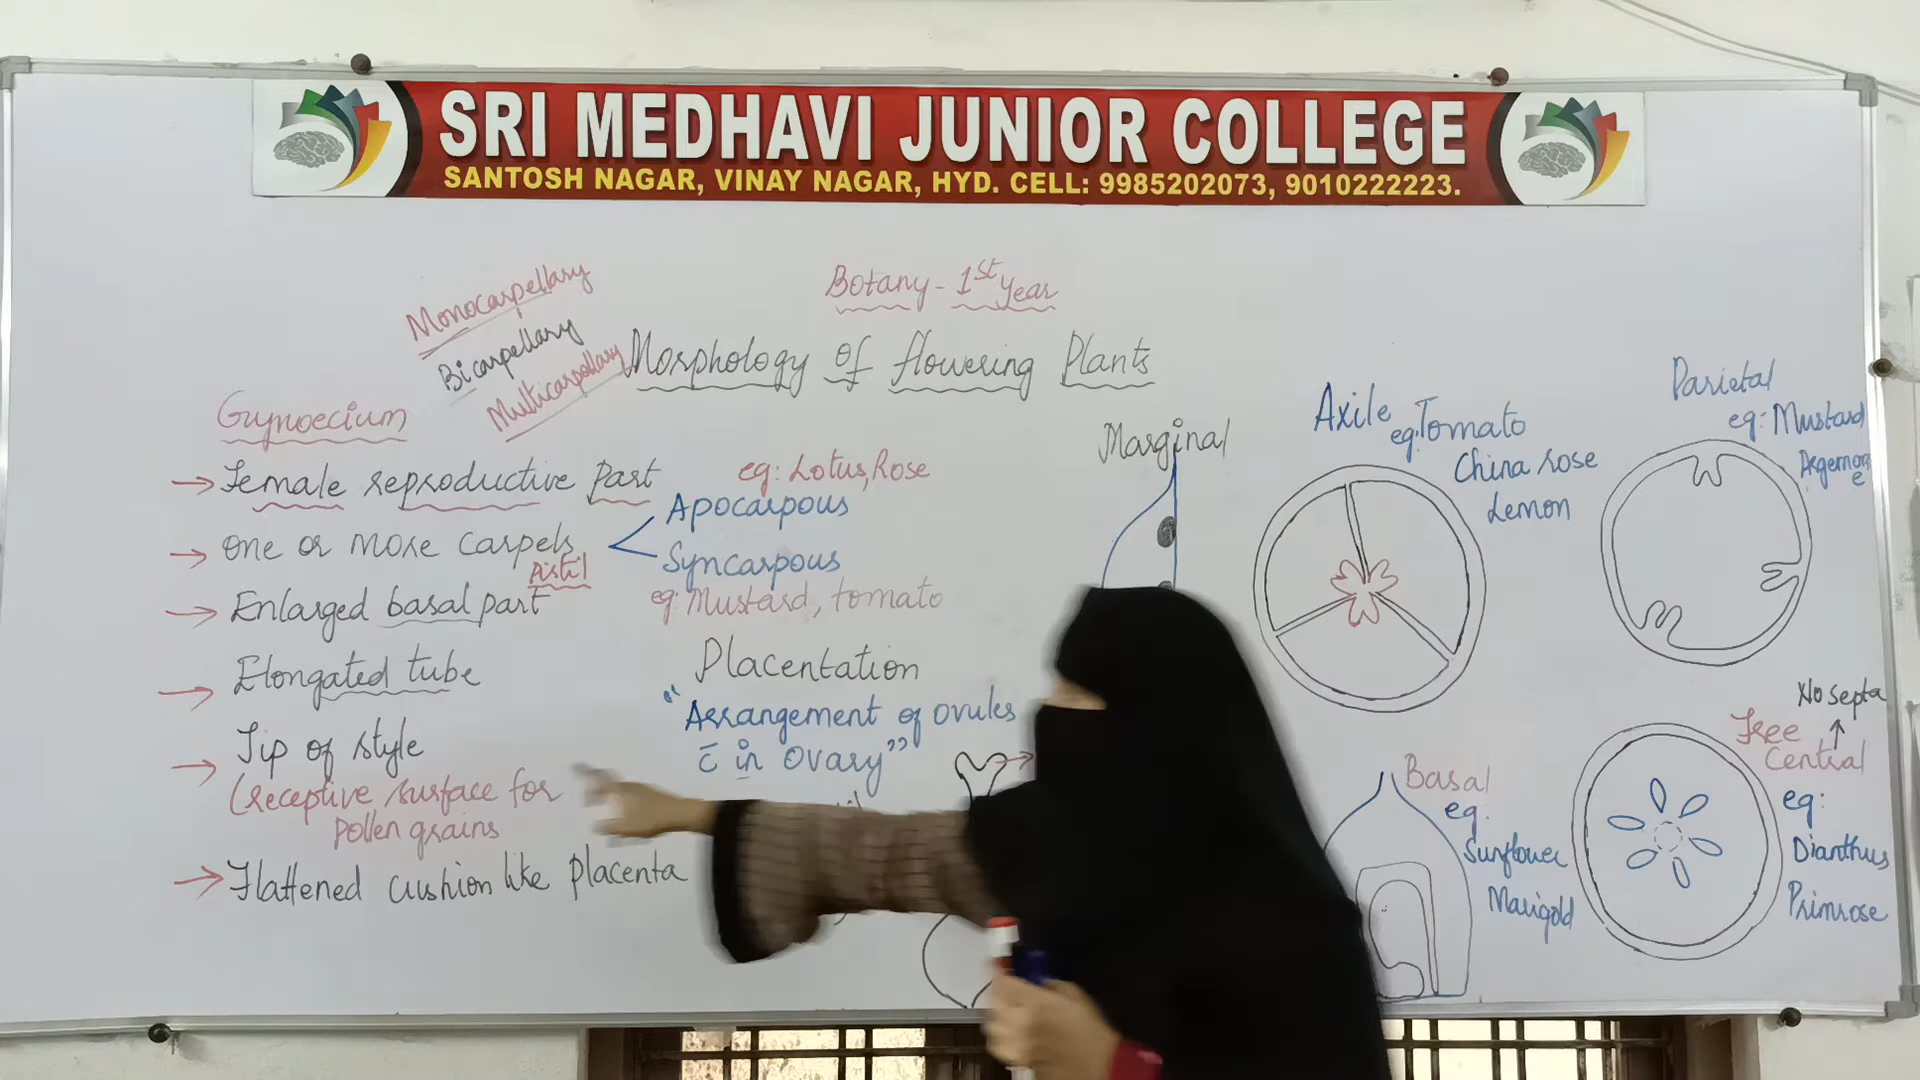 SRI MEDHAVI JUNIOR COLLEGE
SANTOSH NAGAR, VINAY NAGAR, HYD. CELL: 9985202073, 9010222223.
Botany - 1st Year
Morphology of flowering Plants
Monocarpellary
Bicarpellary
Multicarpellary
Gynoecium
→ Female reproductive Part
→ One or more carpels
Pistil
→ Enlarged basal part
→ Elongated tube
→ Tip of style
(receptive surface for
pollen grains
→ Flattened cushion like placenta
eg: Lotus, Rose
Apocarpous
Syncarpous
eg: Mustard, tomato
Placentation
"Arrangement of ovules
c̄ in Ovary"
Marginal
Axile
eg: Tomato
China rose
Lemon
Parietal
eg: Mustard
Argemone
Basal
eg:
Sunflower
Marigold
No septa
↑
Free
Central
eg:
Dianthus
Primrose